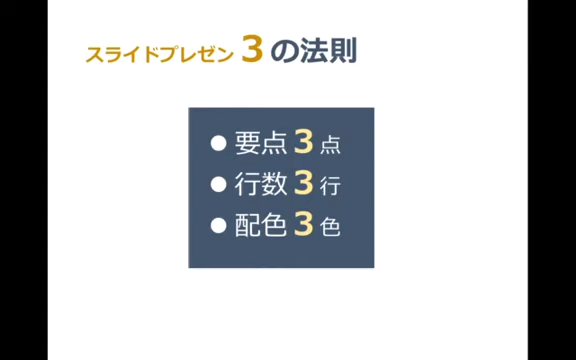 スライドプレゼン 3 の法則
● 要点 3 点
● 行数 3 行
● 配色 3 色